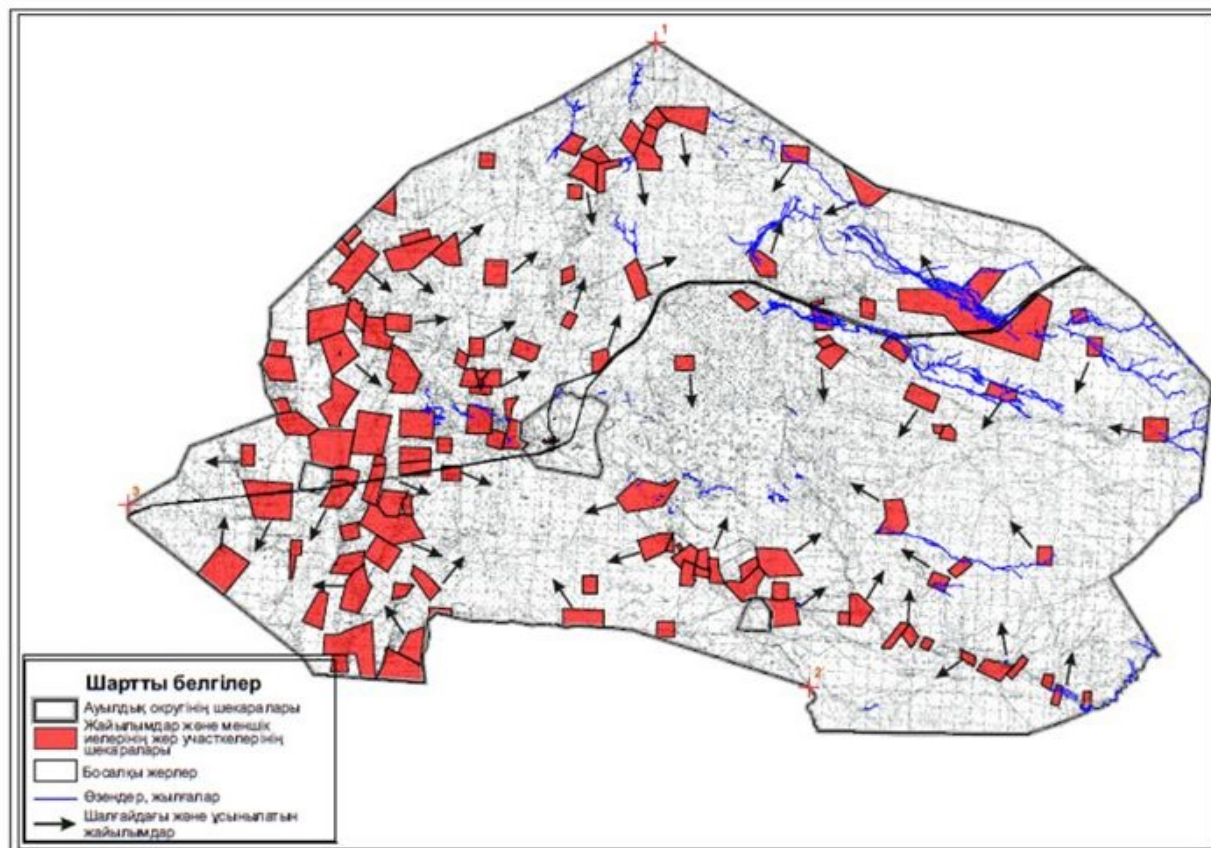 1
3
2
Шартты белгілер
Ауылдық округінің шекаралары
Жайылымдар және меншік
иелерінің жер участкелерінің
шекаралары
Босалқы жерлер
Өзендер, жылғалар
Шалғайдағы және ұсынылатын
жайылымдар